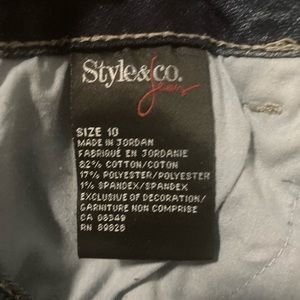 Style&co.
Jeans
SIZE 10
MADE IN JORDAN
FABRIQUÉ EN JORDANIE
82% COTTON/COTON
17% POLYESTER/POLYESTER
1% SPANDEX/SPANDEX
EXCLUSIVE OF DECORATION/
GARNITURE NON COMPRISE
CA 08349
RN 89828